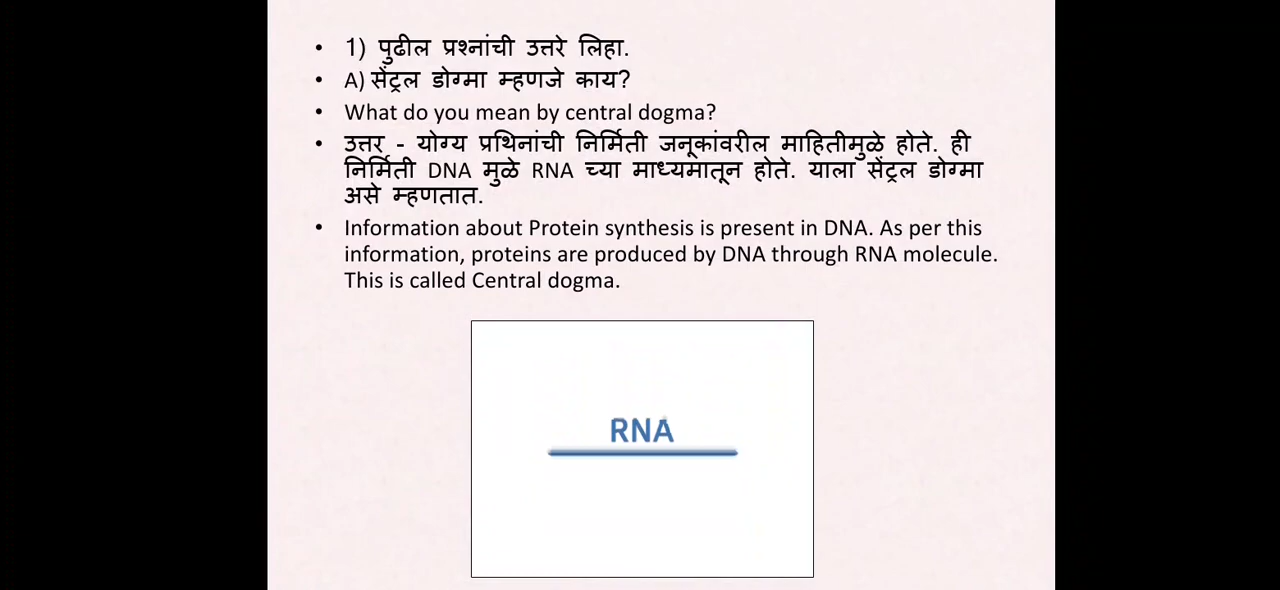 • 1) पुढील प्रश्नांची उत्तरे लिहा.
• A) सेंट्रल डोग्मा म्हणजे काय?
• What do you mean by central dogma?
• उत्तर - योग्य प्रथिनांची निर्मिती जनूकांवरील माहितीमुळे होते. ही
निर्मिती DNA मुळे RNA च्या माध्यमातून होते. याला सेंट्रल डोग्मा
असे म्हणतात.
• Information about Protein synthesis is present in DNA. As per this
information, proteins are produced by DNA through RNA molecule.
This is called Central dogma.
RNA